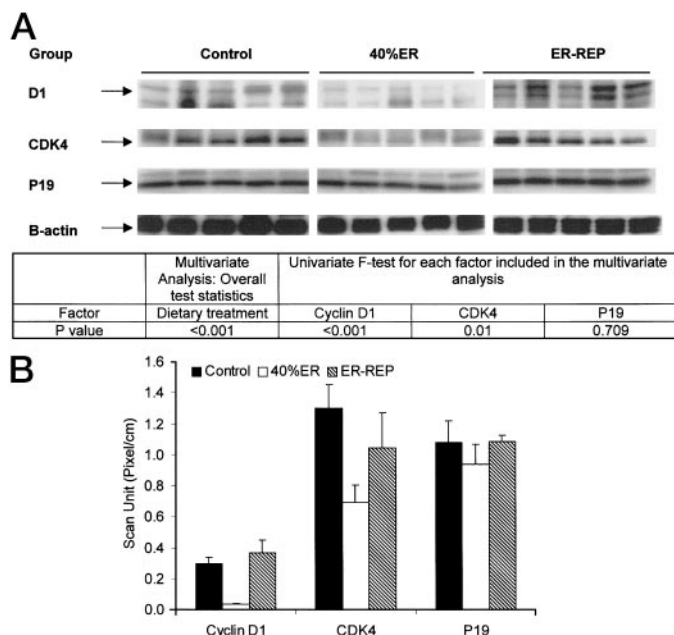 A
Group Control 40%ER ER-REP
D1
CDK4
P19
B-actin
Multivariate Univariate F-test for each factor included in the multivariate
Analysis: Overall analysis
test statistics
Factor Dietary treatment Cyclin D1 CDK4 P19
P value <0.001 <0.001 0.01 0.709
B
Control 40%ER ER-REP
Scan Unit (Pixel/cm)
1.6
1.4
1.2
1.0
0.8
0.6
0.4
0.2
0.0
Cyclin D1 CDK4 P19